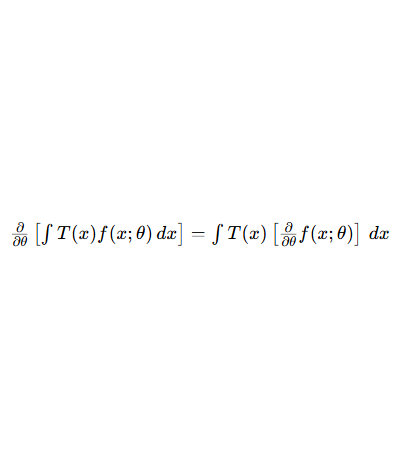 ∂/∂θ [∫ T(x) f(x; θ) dx] = ∫ T(x) [∂/∂θ f(x; θ)] dx